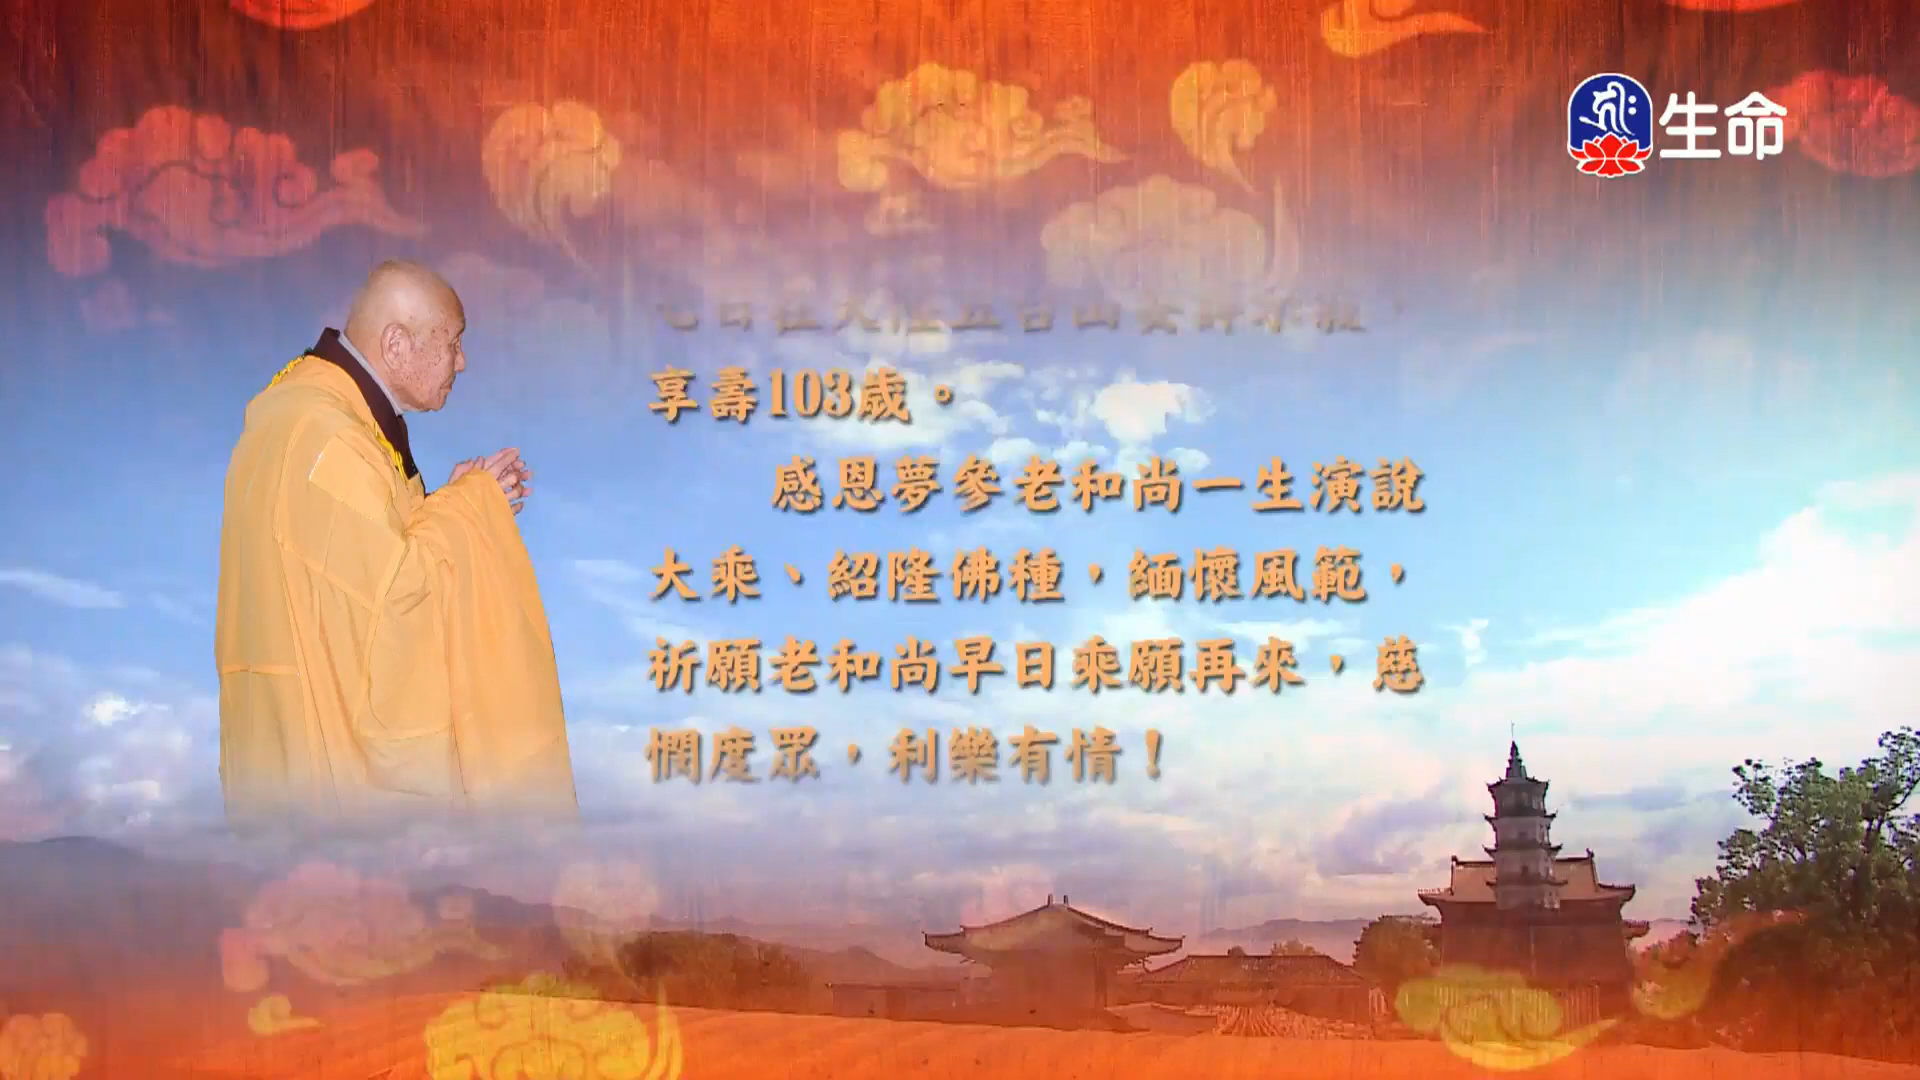 生命
享壽103歲。
感恩夢參老和尚一生演說
大乘、紹隆佛種，緬懷風範，
祈願老和尚早日乘願再來，慈
憫度眾，利樂有情！